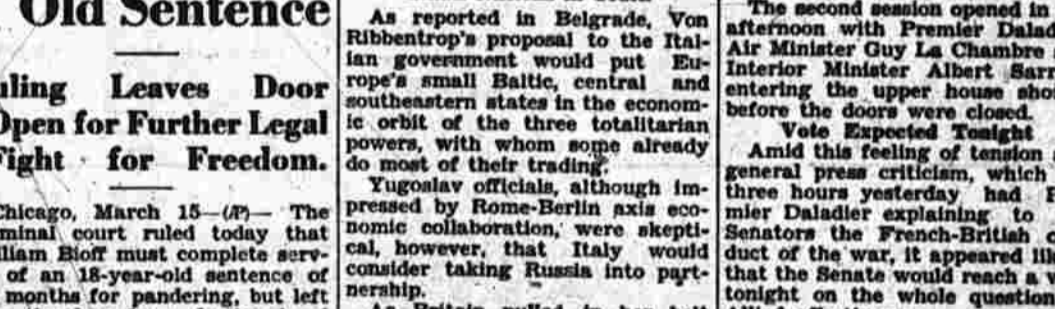 Old Sentence
Leaves Door
Open for Further Legal
Fight for Freedom.
Chicago, March 15—(AP)— The
court ruled today that
Bioff must complete serv-
of an 18-year-old sentence of
months for pandering, but left
As reported in Belgrade, Von
Ribbentrop's proposal to the Ital-
ian government would put Eu-
rope's small Baltic, central and
southeastern states in the econom-
ic orbit of the three totalitarian
powers, with whom some already
do most of their trading.
Yugoslav officials, although im-
pressed by Rome-Berlin axis eco-
nomic collaboration, were skepti-
cal, however, that Italy would
consider taking Russia into part-
nership.
The second session opened in
afternoon with Premier
Air Minister Guy La Chambre
Interior Minister Albert
entering the upper house
before the doors were closed.
Vote Expected Tonight
Amid this feeling of tension
general press criticism, which
three hours yesterday had
mier Daladier explaining to
Senators the French-British
duct of the war, it appeared
that the Senate would reach a
tonight on the whole question